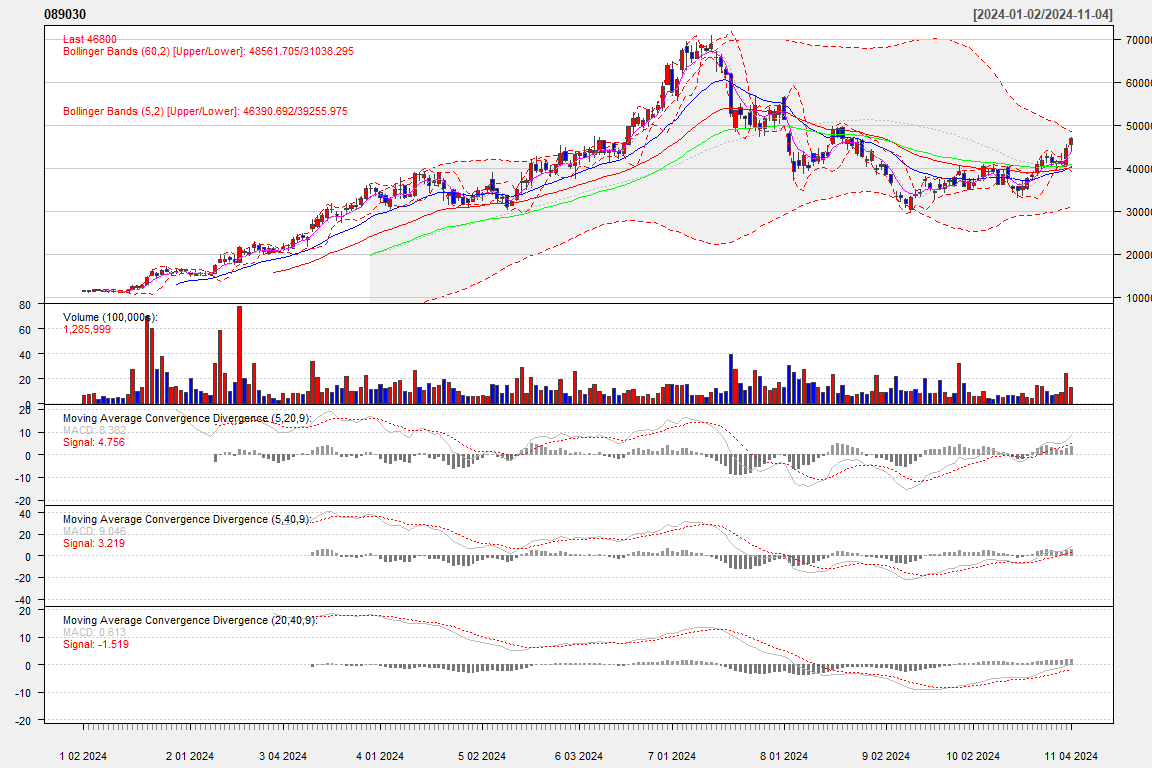 089030 [2024-01-02/2024-11-04]
Last 46800
Bollinger Bands (60,2) [Upper/Lower]: 48561.705/31038.295
Bollinger Bands (5,2) [Upper/Lower]: 46390.692/39255.975
70000
60000
50000
40000
30000
20000
10000
Volume (100,000s):
1,285,999
80
60
40
20
0
Moving Average Convergence Divergence (5,20,9):
MACD: 8.382
Signal: 4.756
20
10
0
-10
-20
Moving Average Convergence Divergence (5,40,9):
MACD: 9.046
Signal: 3.219
40
20
0
-20
-40
Moving Average Convergence Divergence (20,40,9):
MACD: 0.613
Signal: -1.519
20
10
0
-10
-20
1 02 2024 2 01 2024 3 04 2024 4 01 2024 5 02 2024 6 03 2024 7 01 2024 8 01 2024 9 02 2024 10 02 2024 11 04 2024